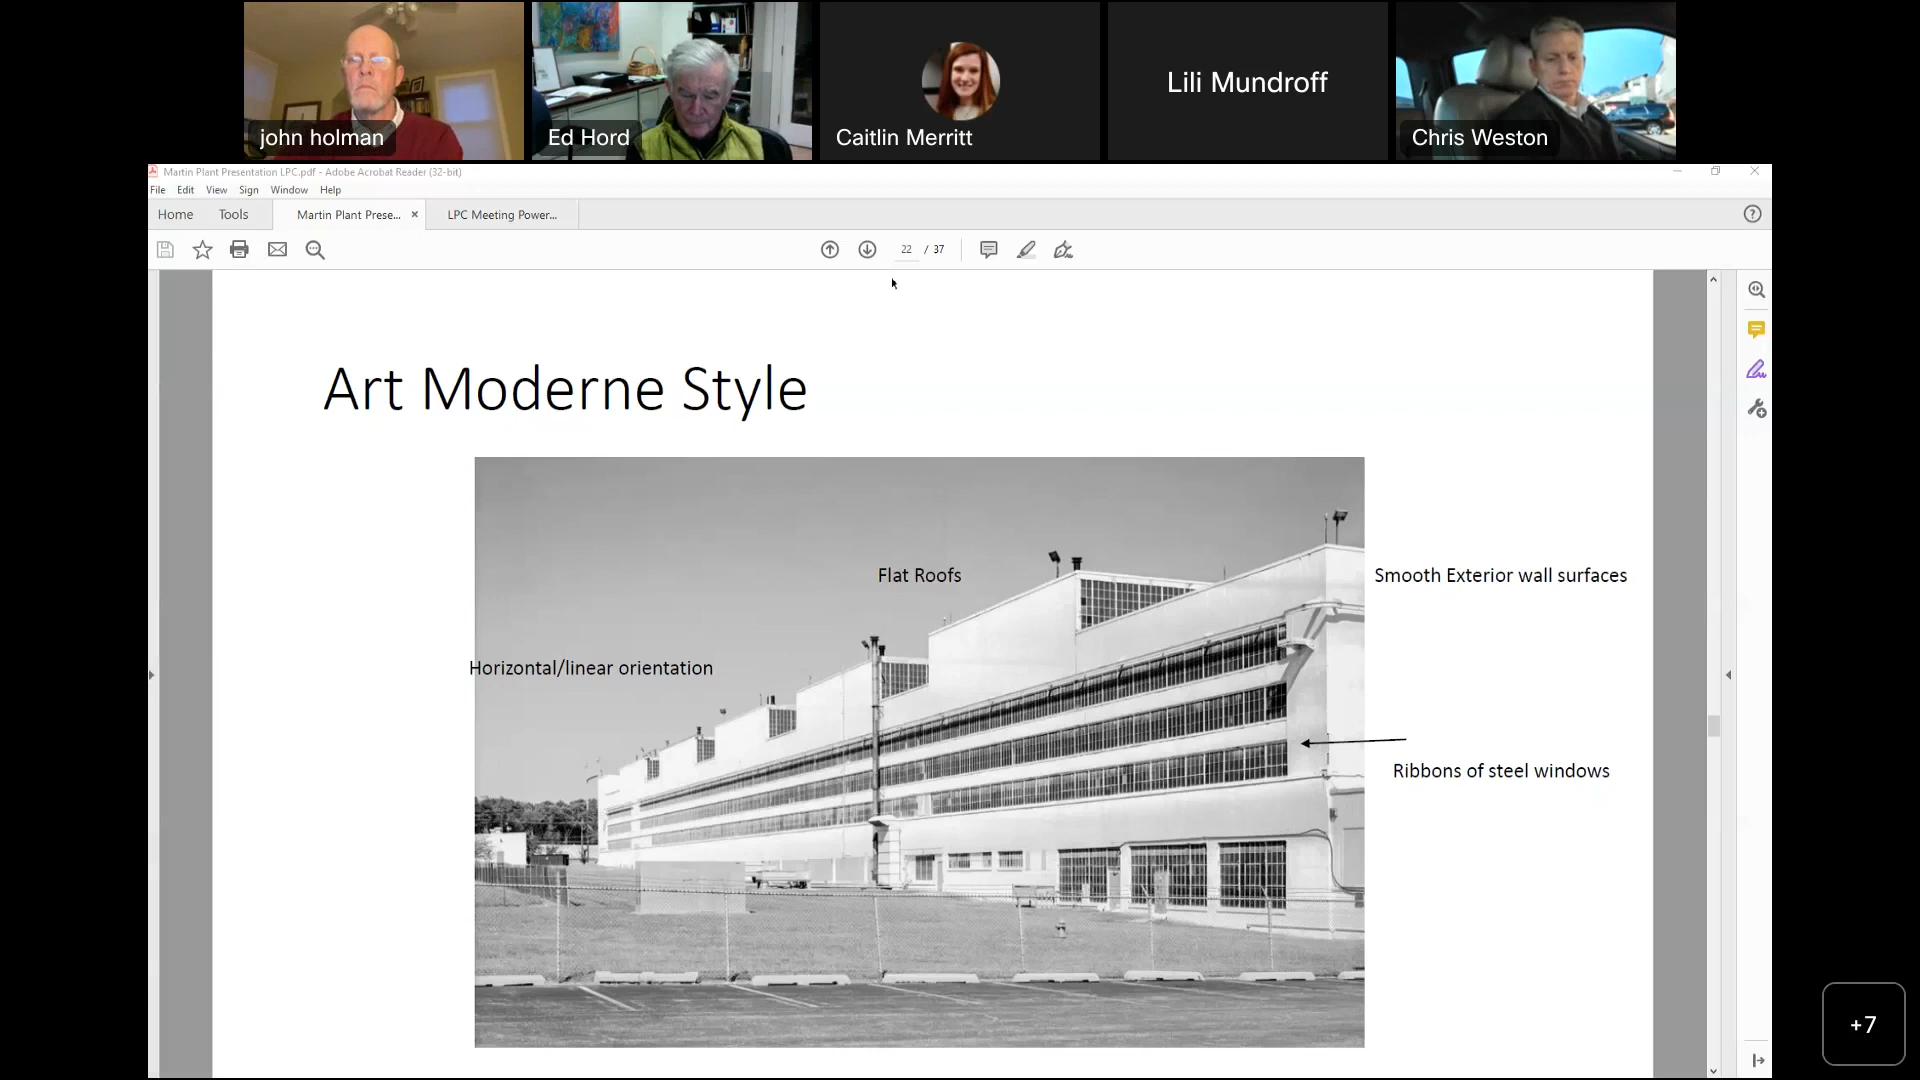 john holman
Ed Hord
Caitlin Merritt
Lili Mundroff
Chris Weston
Martin Plant Presentation LPC.pdf - Adobe Acrobat Reader (32-bit)
File Edit View Sign Window Help
Home Tools Martin Plant Prese... × LPC Meeting Power...
22 / 37
Art Moderne Style
Flat Roofs
Smooth Exterior wall surfaces
Horizontal/linear orientation
Ribbons of steel windows
+7